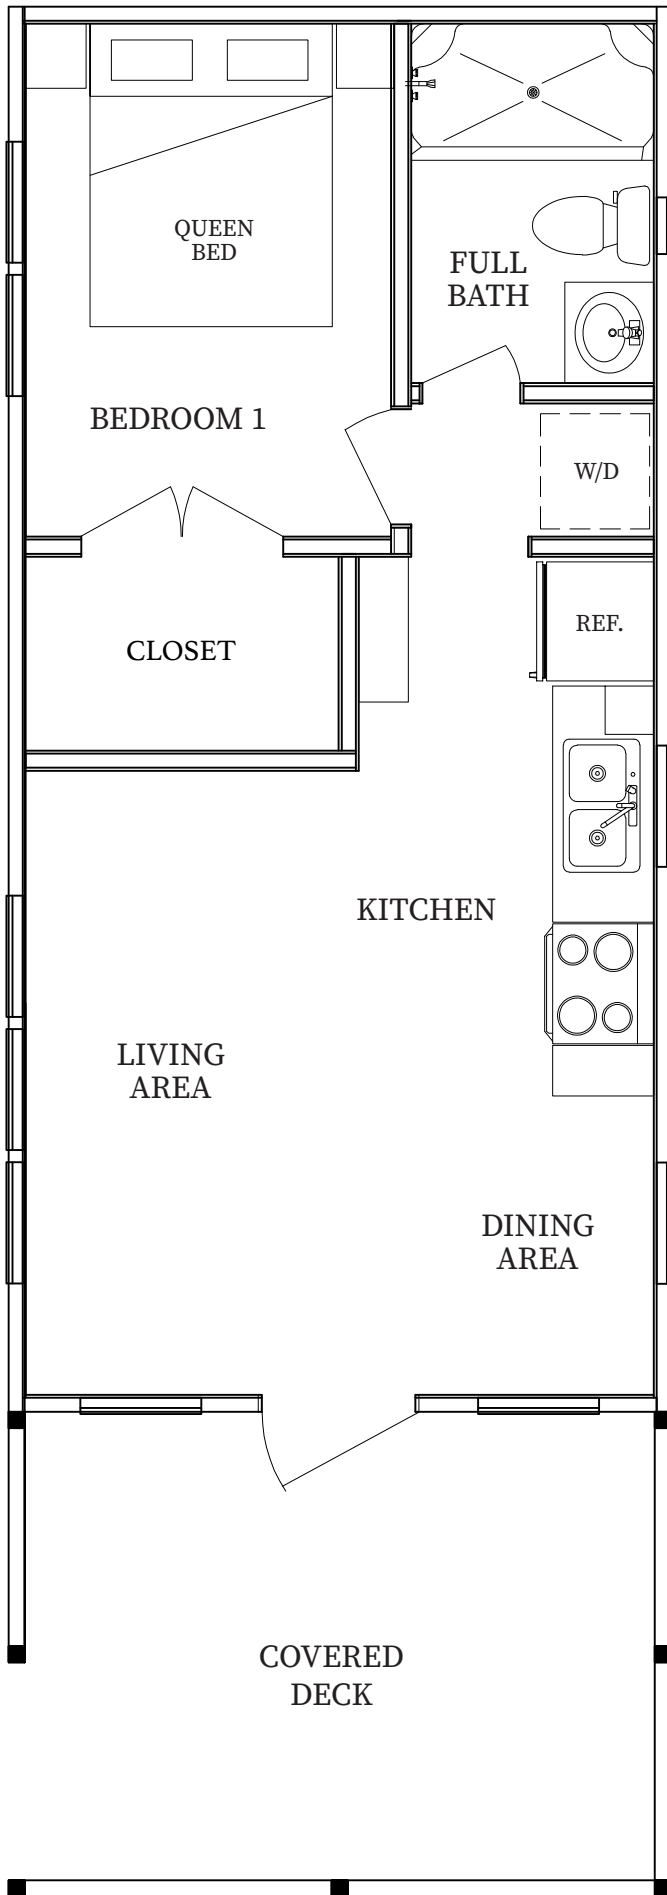 QUEEN
BED
FULL
BATH
BEDROOM 1
W/D
REF.
CLOSET
KITCHEN
LIVING
AREA
DINING
AREA
COVERED
DECK